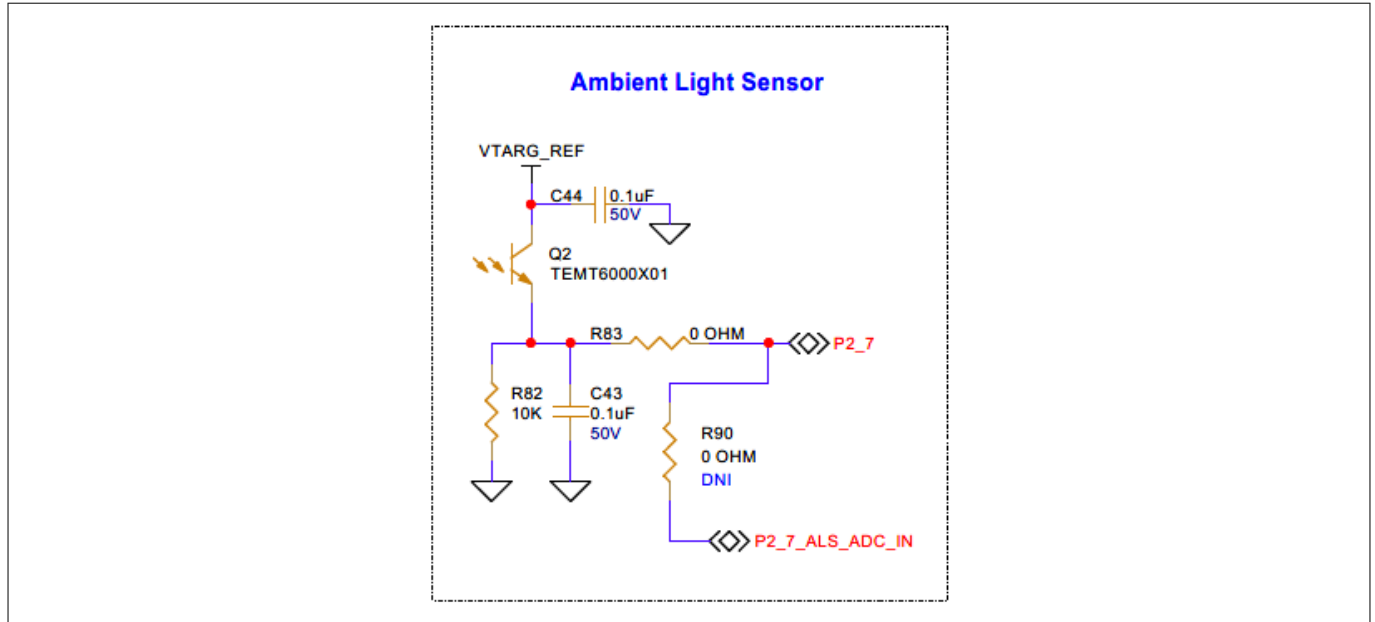 Ambient Light Sensor
VTARG_REF
C44
0.1uF
50V
Q2
TEMT6000X01
R83
0 OHM
P2_7
R82
10K
C43
0.1uF
50V
R90
0 OHM
DNI
P2_7_ALS_ADC_IN